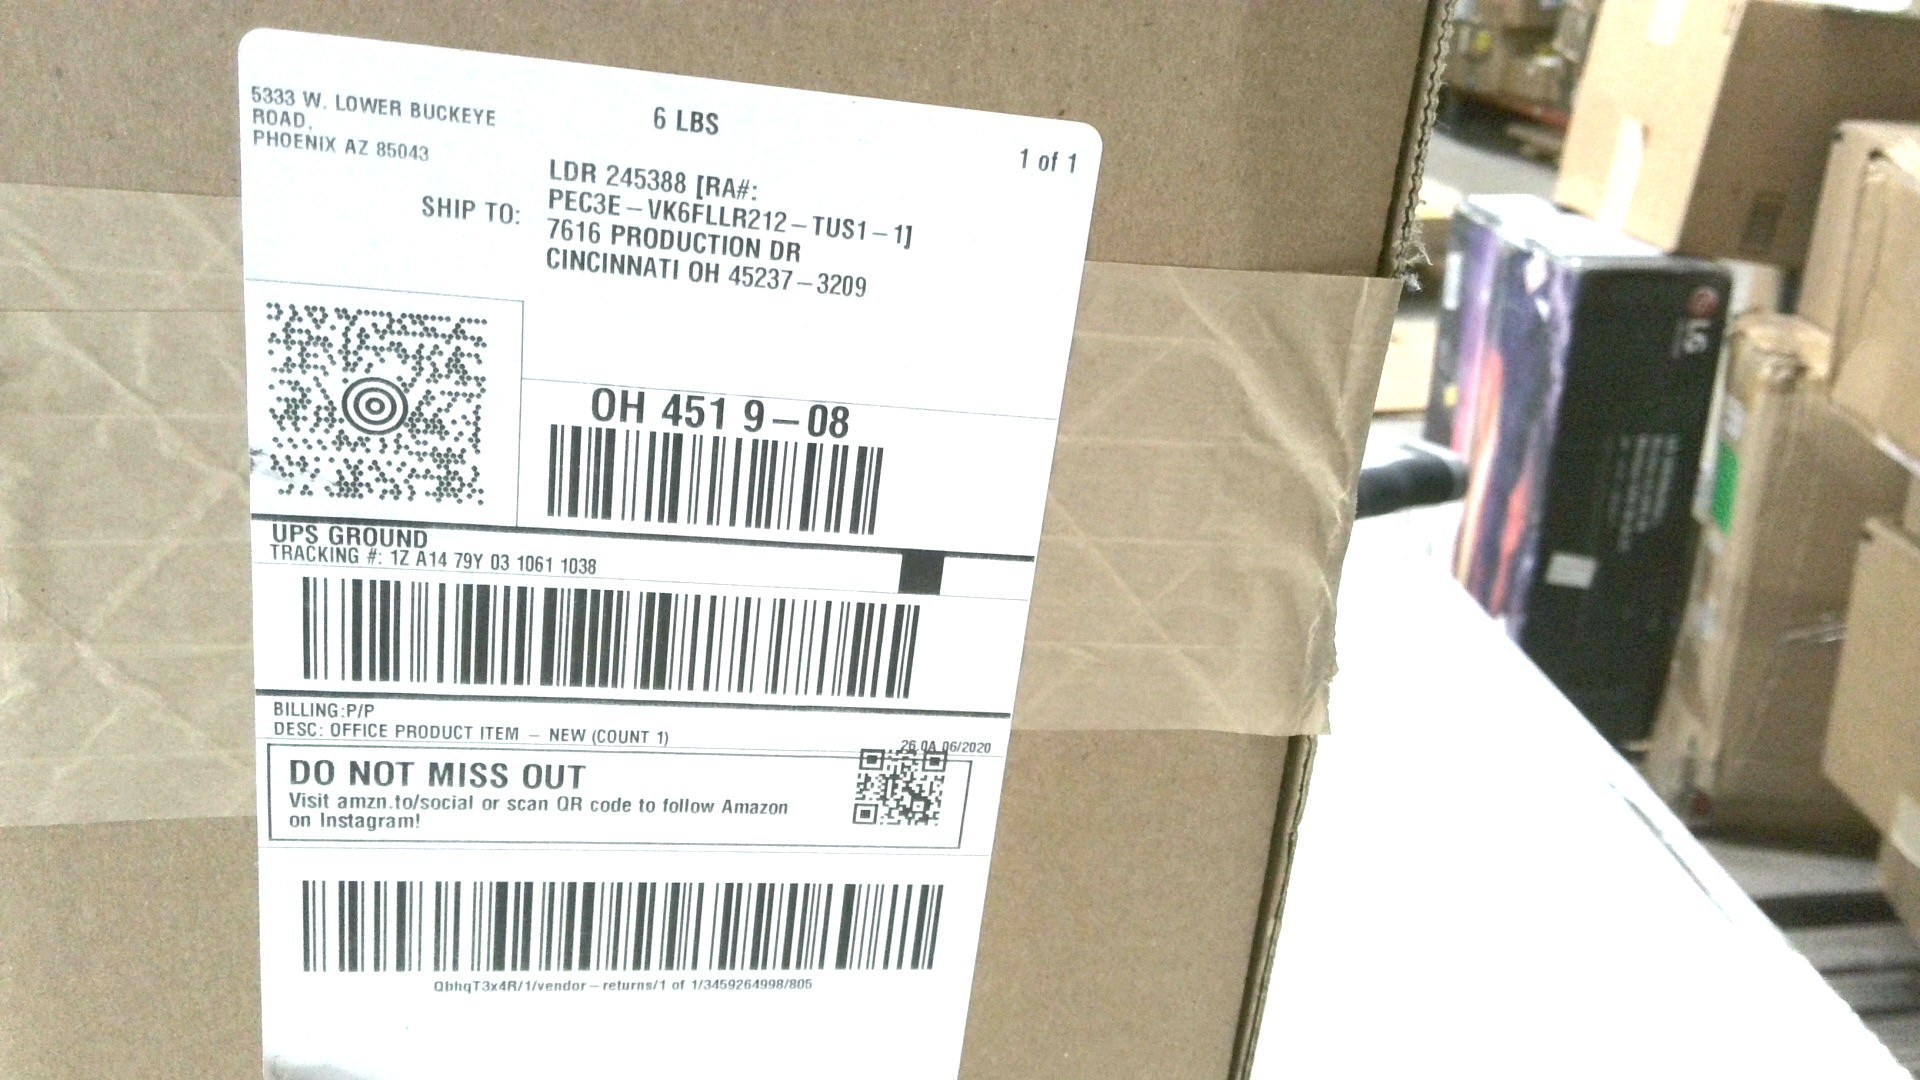 5333 W. LOWER BUCKEYE
ROAD,
PHOENIX AZ 85043
6 LBS
1 of 1
SHIP TO:
LDR 245388 [RA#:
PEC3E-VK6FLLR212-TUS1-1]
7616 PRODUCTION DR
CINCINNATI OH 45237-3209
OH 451 9-08
UPS GROUND
TRACKING #: 1Z A14 79Y 03 1061 1038
BILLING:P/P
DESC: OFFICE PRODUCT ITEM - NEW (COUNT 1)
26.0A 06/2020
DO NOT MISS OUT
Visit amzn.to/social or scan QR code to follow Amazon
on Instagram!
QbhqT3x4R/1/vendor-returns/1 of 1/3459264998/805
LG